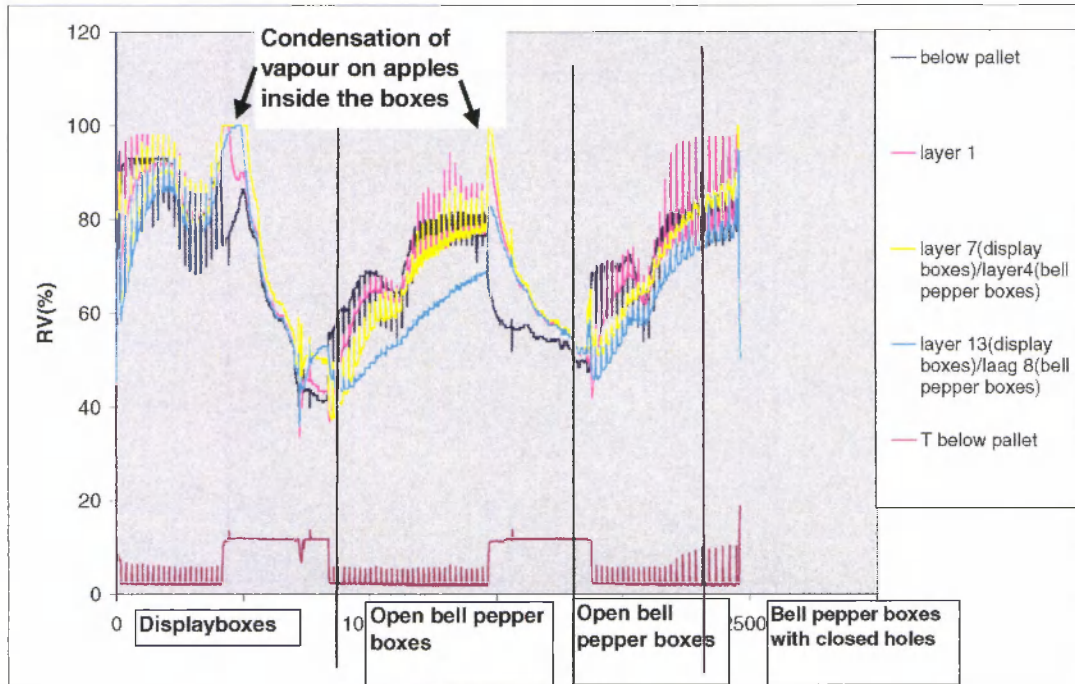 120
100
80
60
40
20
0
RV(%)
Condensation of
vapour on apples
inside the boxes
below pallet
layer 1
layer 7(display
boxes)/layer4(bell
pepper boxes)
layer 13(display
boxes)/laag 8(bell
pepper boxes)
T below pallet
0
Displayboxes
10
Open bell pepper
boxes
Open bell
pepper boxes
2500
Bell pepper boxes
with closed holes